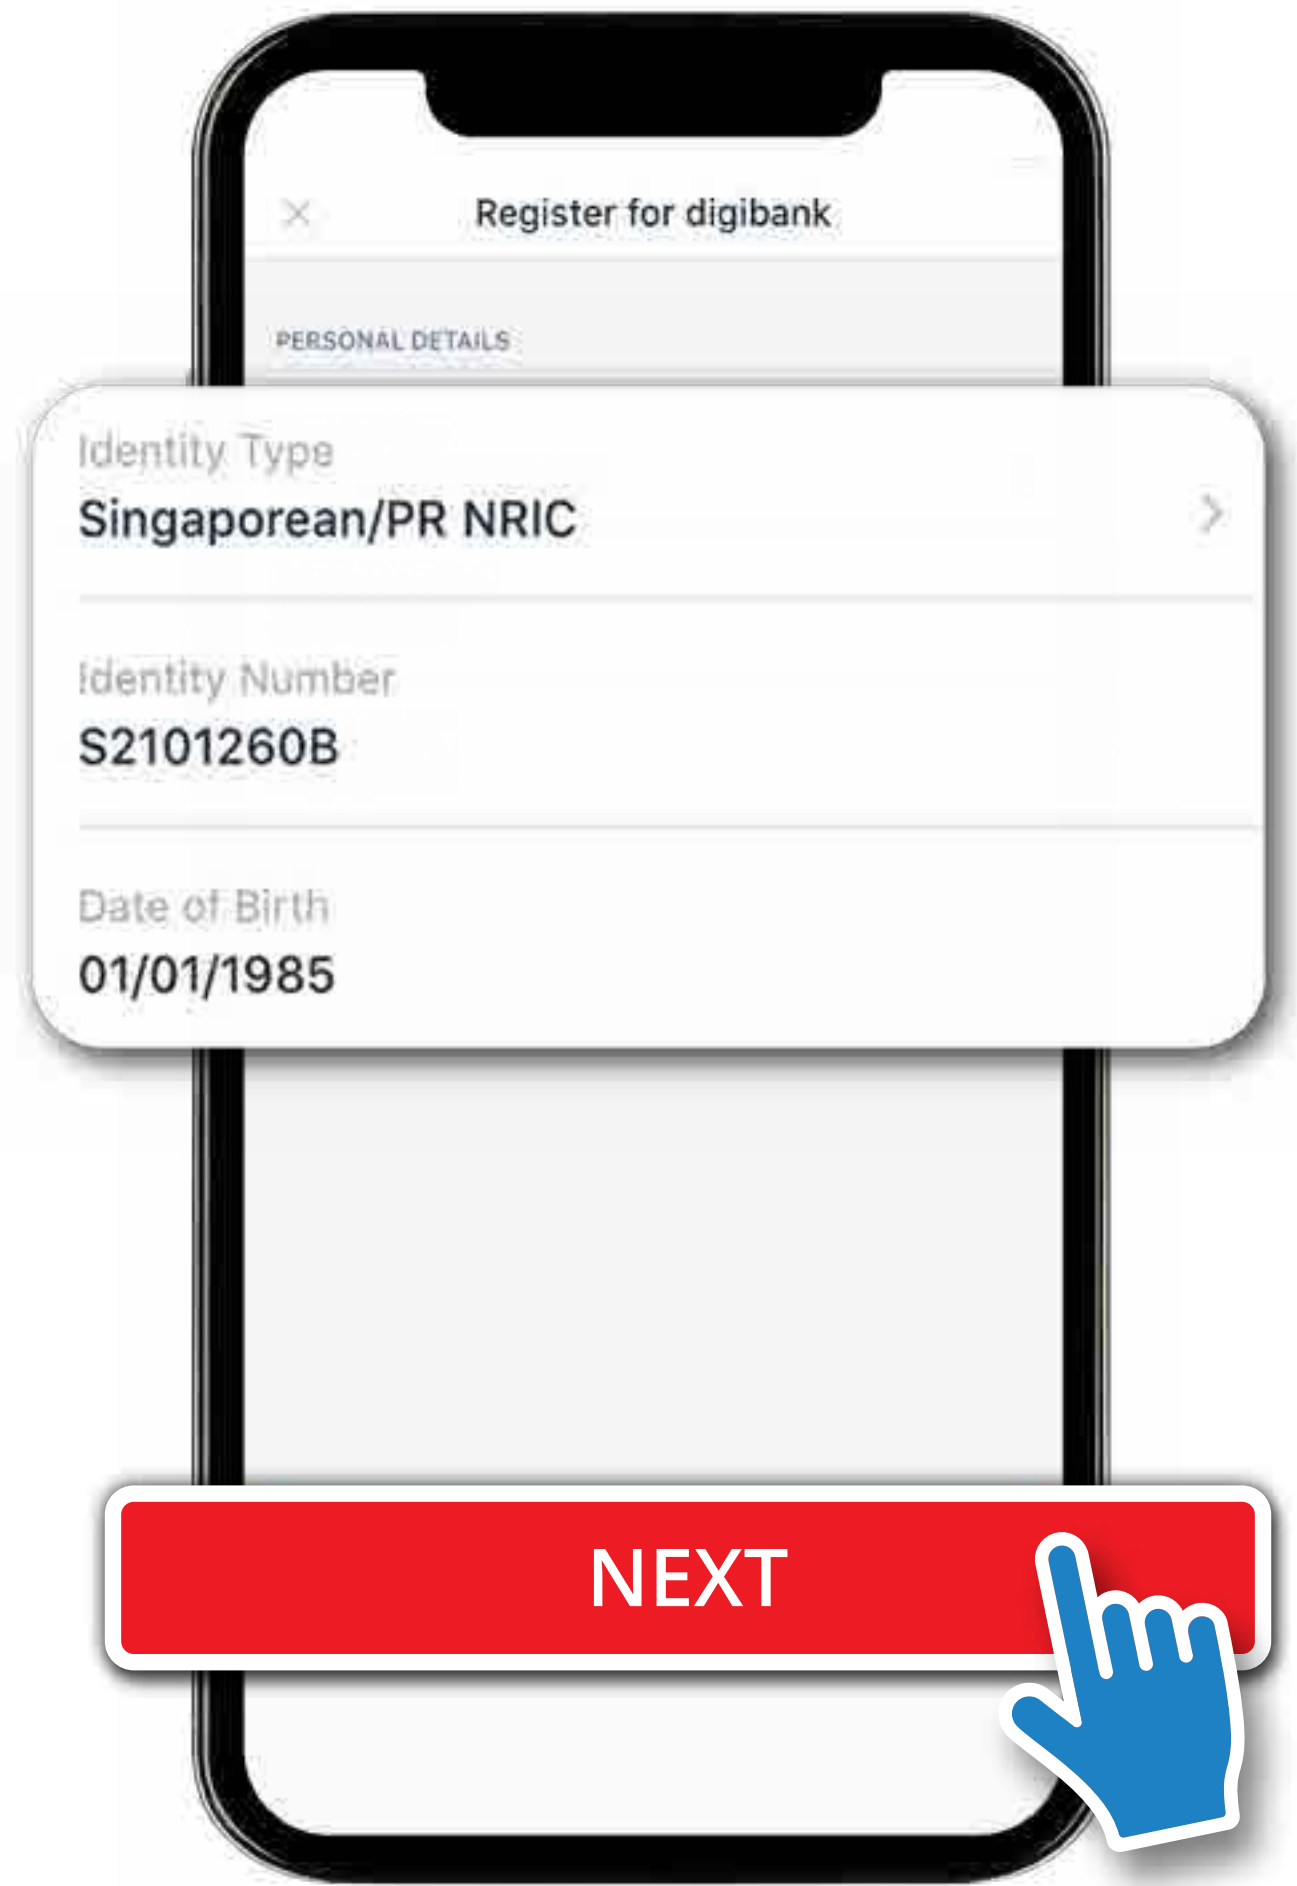 Register for digibank
PERSONAL DETAILS
Identity Type
Singaporean/PR NRIC
Identity Number
S2101260B
Date of Birth
01/01/1985
NEXT